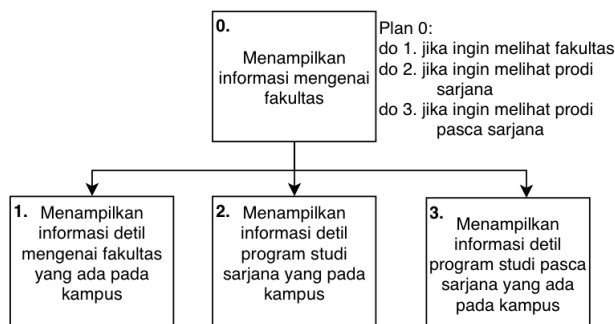 0.
Menampilkan
informasi mengenai
fakultas
Plan 0:
do 1. jika ingin melihat fakultas
do 2. jika ingin melihat prodi
sarjana
do 3. jika ingin melihat prodi
pasca sarjana
1. Menampilkan
informasi detil
mengenai fakultas
yang ada pada
kampus
2. Menampilkan
informasi detil
program studi
sarjana yang pada
kampus
3. Menampilkan
informasi detil
program studi pasca
sarjana yang ada
pada kampus